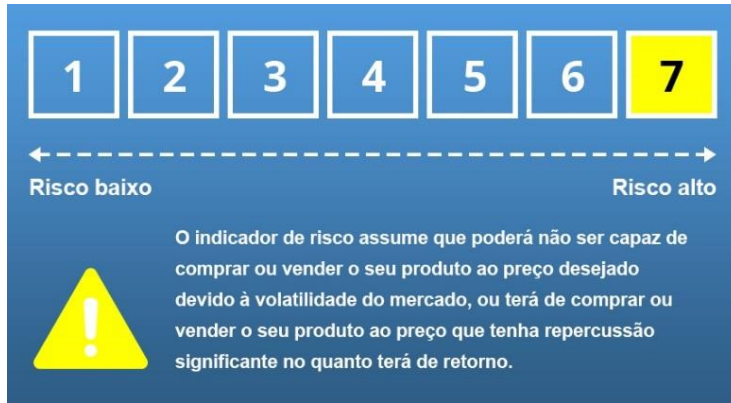 1 2 3 4 5 6 7
Risco baixo Risco alto
O indicador de risco assume que poderá não ser capaz de
comprar ou vender o seu produto ao preço desejado
devido à volatilidade do mercado, ou terá de comprar ou
vender o seu produto ao preço que tenha repercussão
significante no quanto terá de retorno.
!